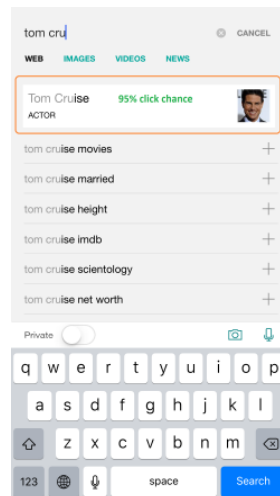 tom cru CANCEL
WEB IMAGES VIDEOS NEWS
Tom Cruise 95% click chance
ACTOR
tom cruise movies
tom cruise married
tom cruise height
tom cruise imdb
tom cruise scientology
tom cruise net worth
Private
q w e r t y u i o p
a s d f g h j k l
z x c v b n m
123 space Search